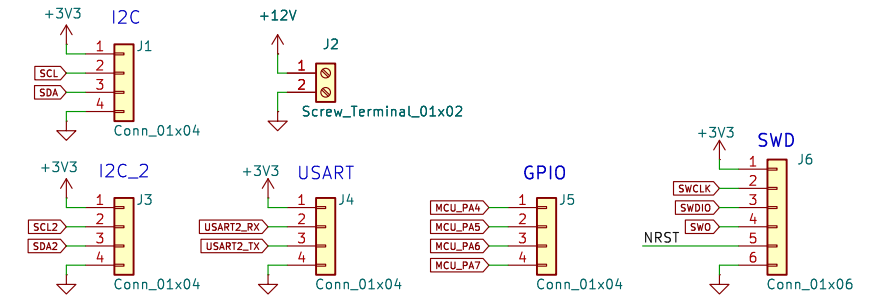 +3V3 I2C
J1
1
SCL 2
SDA 3
4
Conn_01x04
+12V
J2
1
2
Screw_Terminal_01x02
+3V3 I2C_2
J3
1
SCL2 2
SDA2 3
4
Conn_01x04
+3V3 USART
J4
1
USART2_RX 2
USART2_TX 3
4
Conn_01x04
GPIO
J5
MCU_PA4 1
MCU_PA5 2
MCU_PA6 3
MCU_PA7 4
Conn_01x04
+3V3 SWD
J6
1
SWCLK 2
SWDIO 3
SWO 4
NRST 5
6
Conn_01x06